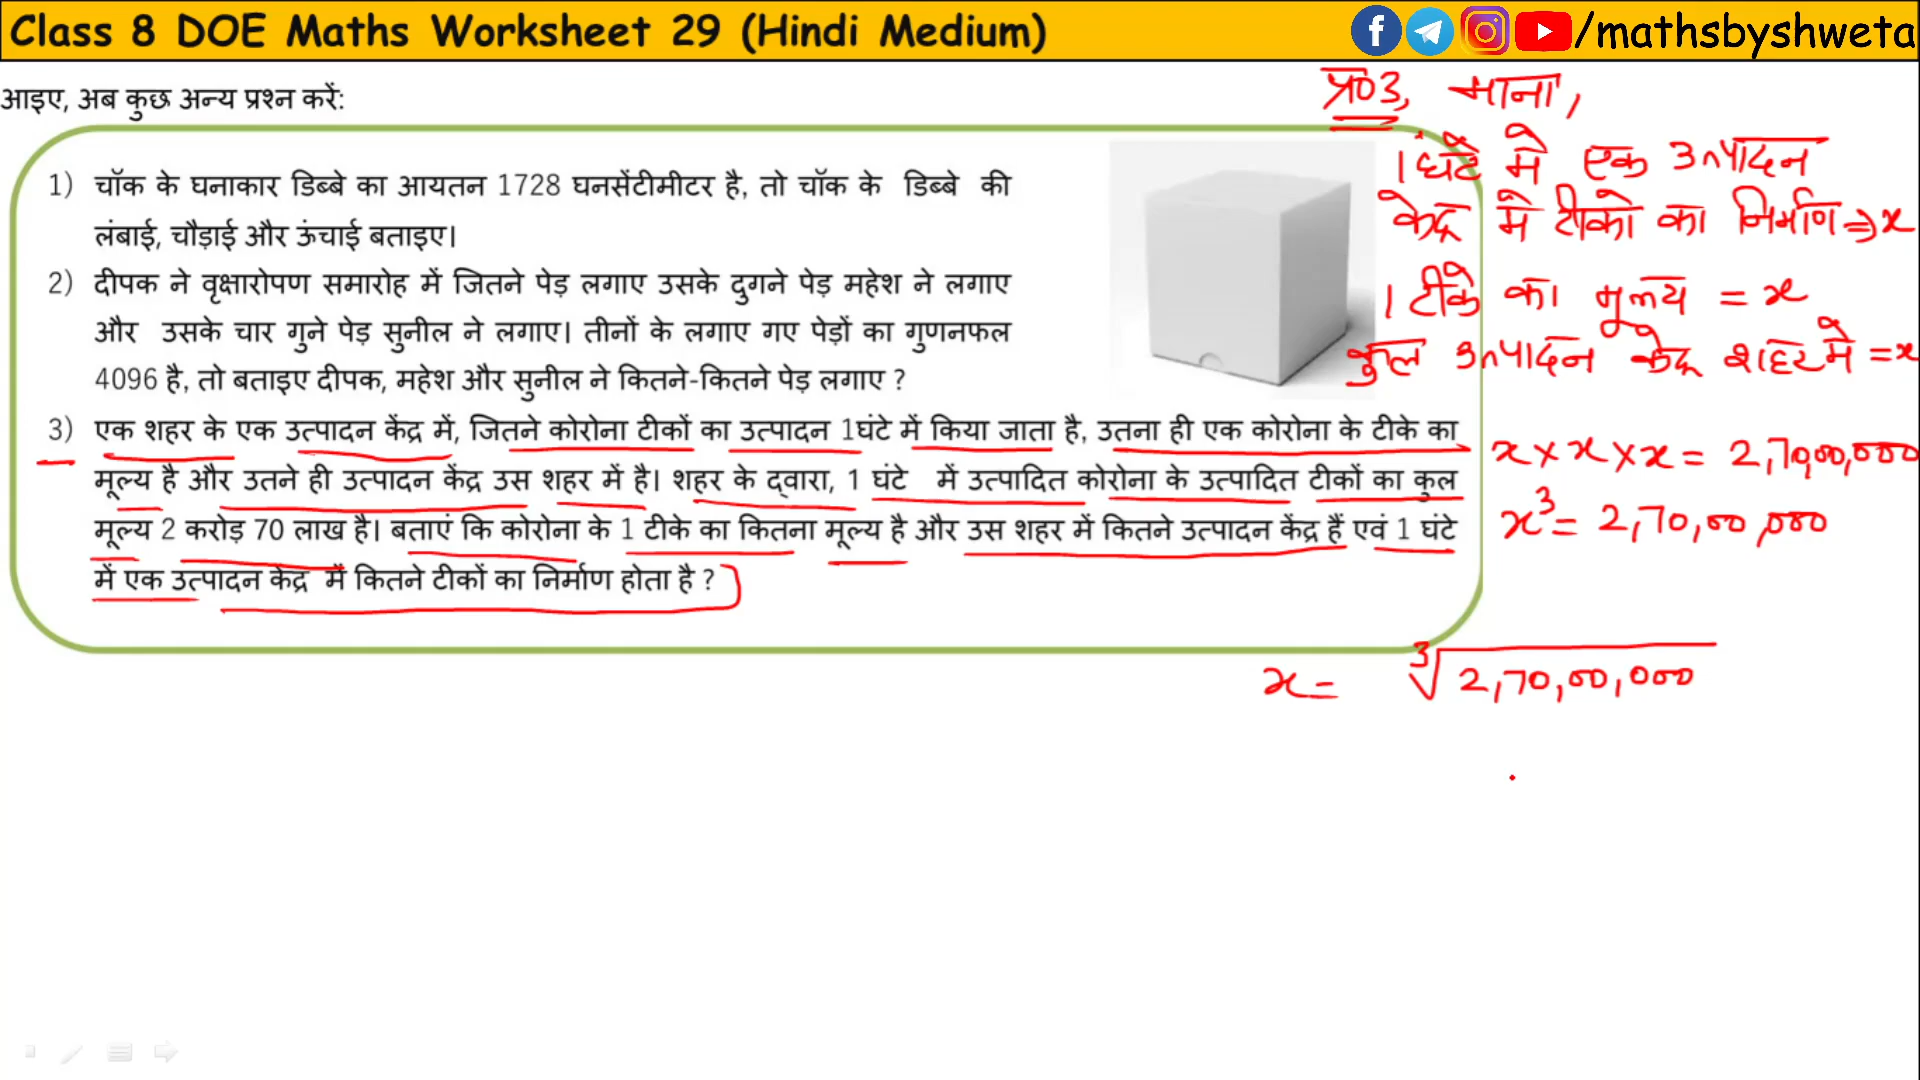 Class 8 DOE Maths Worksheet 29 (Hindi Medium)
/mathsbyshweta
आइए, अब कुछ अन्य प्रश्न करें:
1) चॉक के घनाकार डिब्बे का आयतन 1728 घनसेंटीमीटर है, तो चॉक के डिब्बे की
लंबाई, चौड़ाई और ऊंचाई बताइए।
2) दीपक ने वृक्षारोपण समारोह में जितने पेड़ लगाए उसके दुगने पेड़ महेश ने लगाए
और उसके चार गुने पेड़ सुनील ने लगाए। तीनों के लगाए गए पेड़ों का गुणनफल
4096 है, तो बताइए दीपक, महेश और सुनील ने कितने-कितने पेड़ लगाए ?
3) एक शहर के एक उत्पादन केंद्र में, जितने कोरोना टीकों का उत्पादन 1घंटे में किया जाता है, उतना ही एक कोरोना के टीके का
मूल्य है और उतने ही उत्पादन केंद्र उस शहर में है। शहर के द्वारा, 1 घंटे में उत्पादित कोरोना के उत्पादित टीकों का कुल
मूल्य 2 करोड़ 70 लाख है। बताएं कि कोरोना के 1 टीके का कितना मूल्य है और उस शहर में कितने उत्पादन केंद्र हैं एवं 1 घंटे
में एक उत्पादन केंद्र में कितने टीकों का निर्माण होता है ?
प्र03, माना,
1 घंटे मे एक उत्पादन
केंद्र मे टीको का निर्माण ⇒ x
1 टीके का मूल्य = x
कुल उत्पादन केंद्र शहर मे = x
x × x × x = 2,70,00,000
x³ = 2,70,00,000
x = ∛2,70,00,000